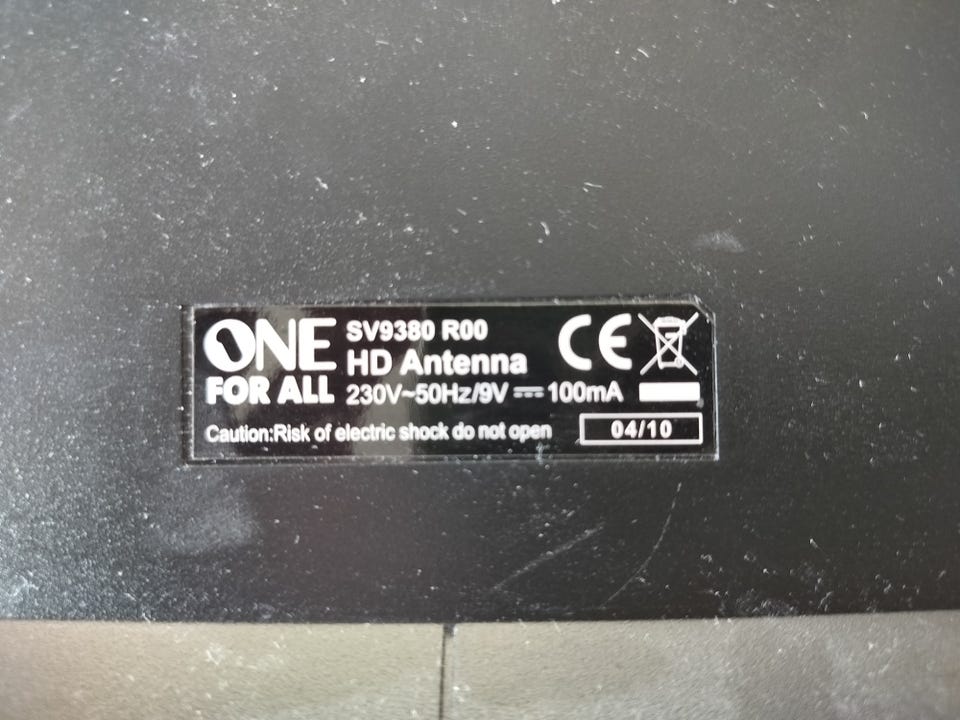 ONE FOR ALL
SV9380 R00
HD Antenna
230V~50Hz/9V ⎓ 100mA
CE
Caution:Risk of electric shock do not open
04/10